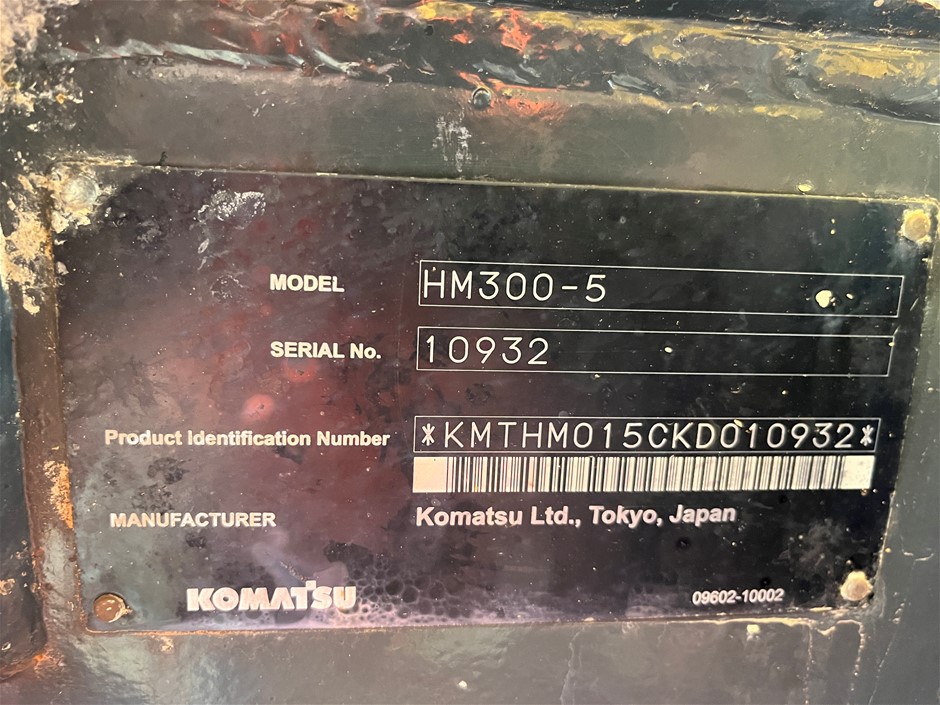 MODEL HM300-5
SERIAL No. 10932
Product Identification Number *KMTHM015CKD010932*
MANUFACTURER Komatsu Ltd., Tokyo, Japan
KOMATSU 09602-10002